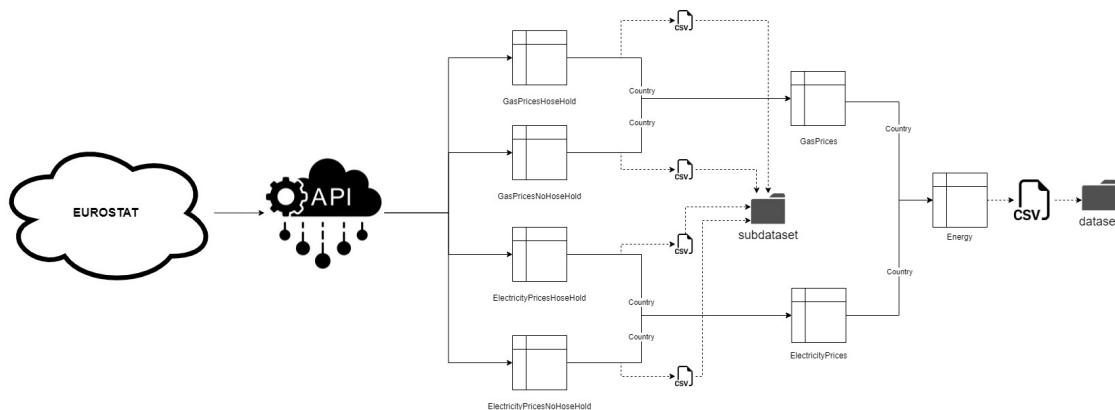 CSV
GasPricesHoseHold
Country
Country
CSV
GasPricesNoHoseHold
GasPrices
Country
EUROSTAT
API
subdataset
CSV
Energy
CSV
dataset
ElectricityPricesHoseHold
Country
Country
Country
ElectricityPrices
CSV
ElectricityPricesNoHoseHold